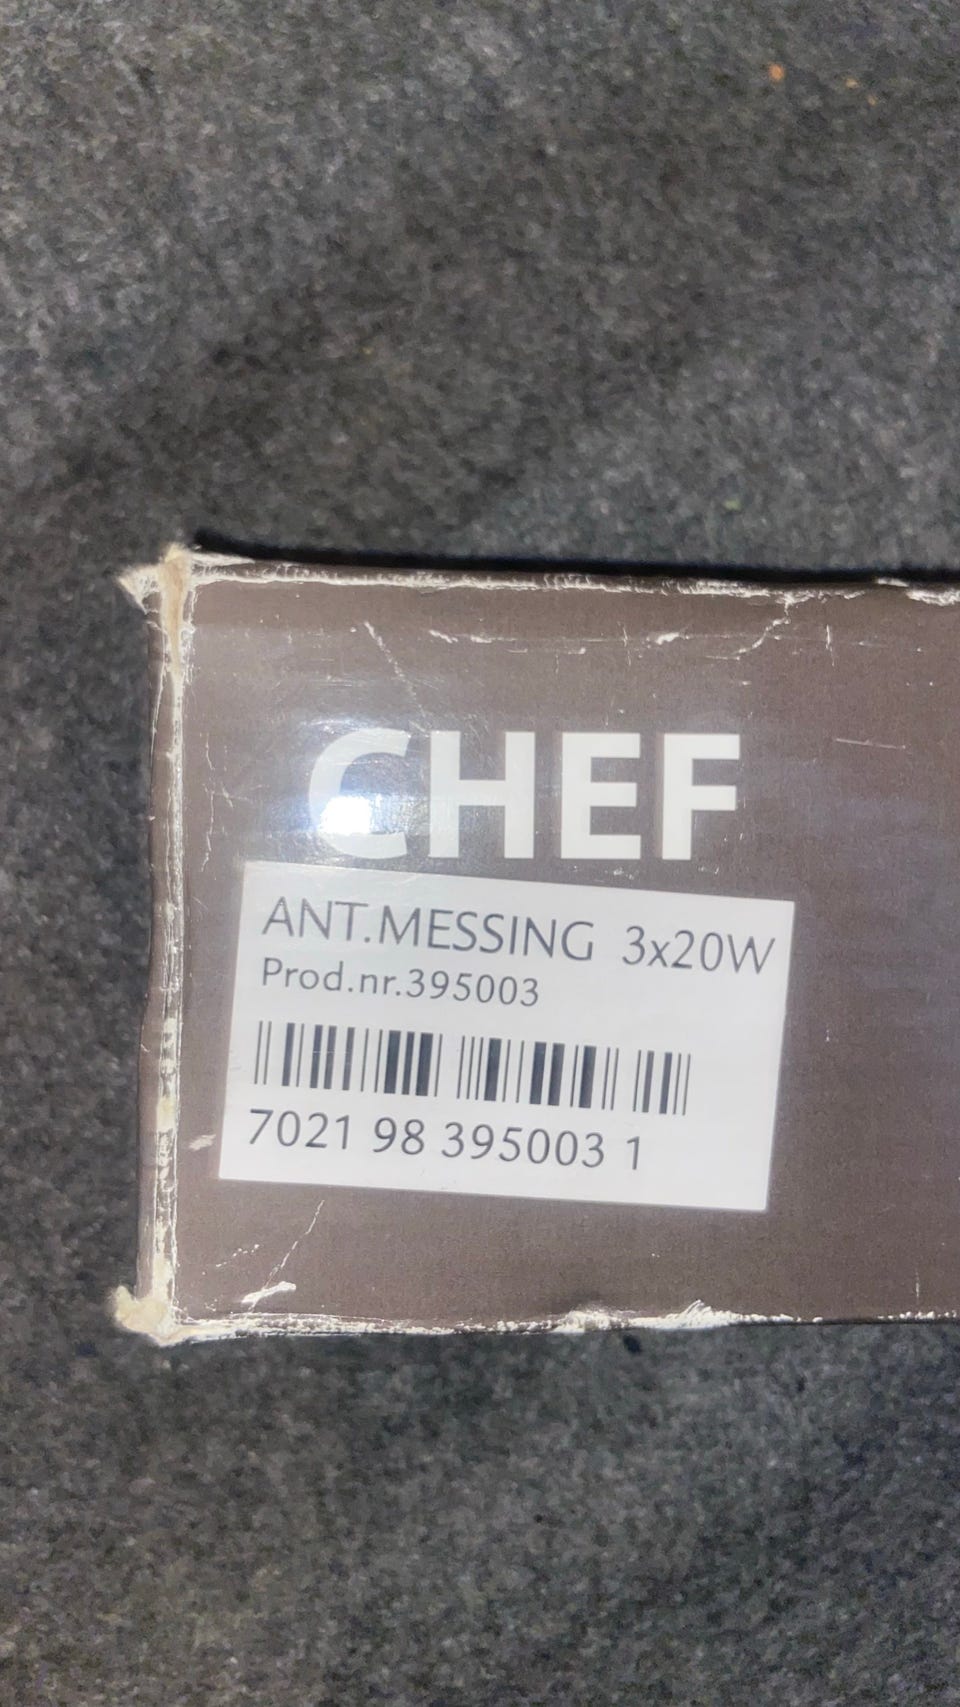 CHEF
ANT.MESSING 3x20W
Prod.nr.395003
7021 98 395003 1